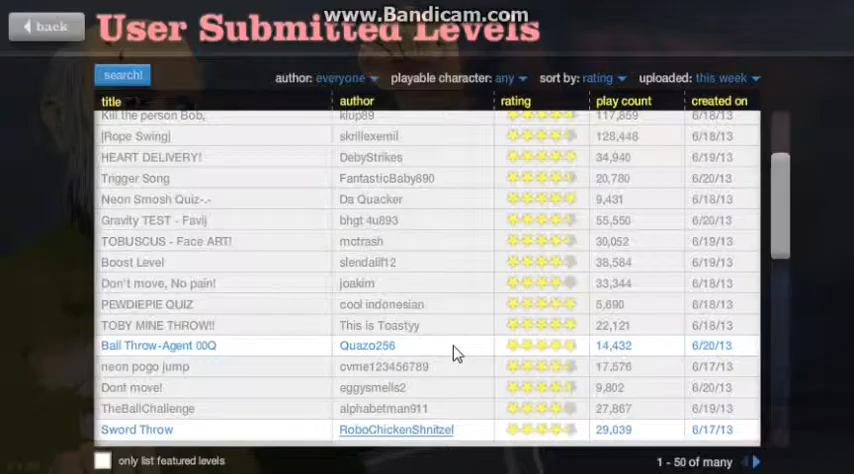 www.Bandicam.com
back
User Submitted Levels
search!
author: everyone playable character: any sort by: rating uploaded: this week
title author rating play count created on
Kill the person Bob, klup89 117,859 6/18/13
|Rope Swing| skrillexemil 128,448 6/18/13
HEART DELIVERY! DebyStrikes 34,940 6/19/13
Trigger Song FantasticBaby890 20,780 6/20/13
Neon Smosh Quiz-.- Da Quacker 9,431 6/18/13
Gravity TEST - Favij bhgt 4u893 55,550 6/20/13
TOBUSCUS - Face ART! mctrash 30,052 6/19/13
Boost Level slendalif12 38,584 6/19/13
Don't move, No pain! joakim 33,344 6/18/13
PEWDIEPIE QUIZ cool indonesian 5,690 6/18/13
TOBY MINE THROW!! This is Toastyy 22,121 6/18/13
Ball Throw-Agent 00Q Quazo256 14,432 6/20/13
neon pogo jump cvme123456789 17,576 6/17/13
Dont move! eggysmells2 9,802 6/20/13
TheBallChallenge alphabetman911 27,867 6/19/13
Sword Throw RoboChickenShnitzel 29,039 6/17/13
only list featured levels 1 - 50 of many